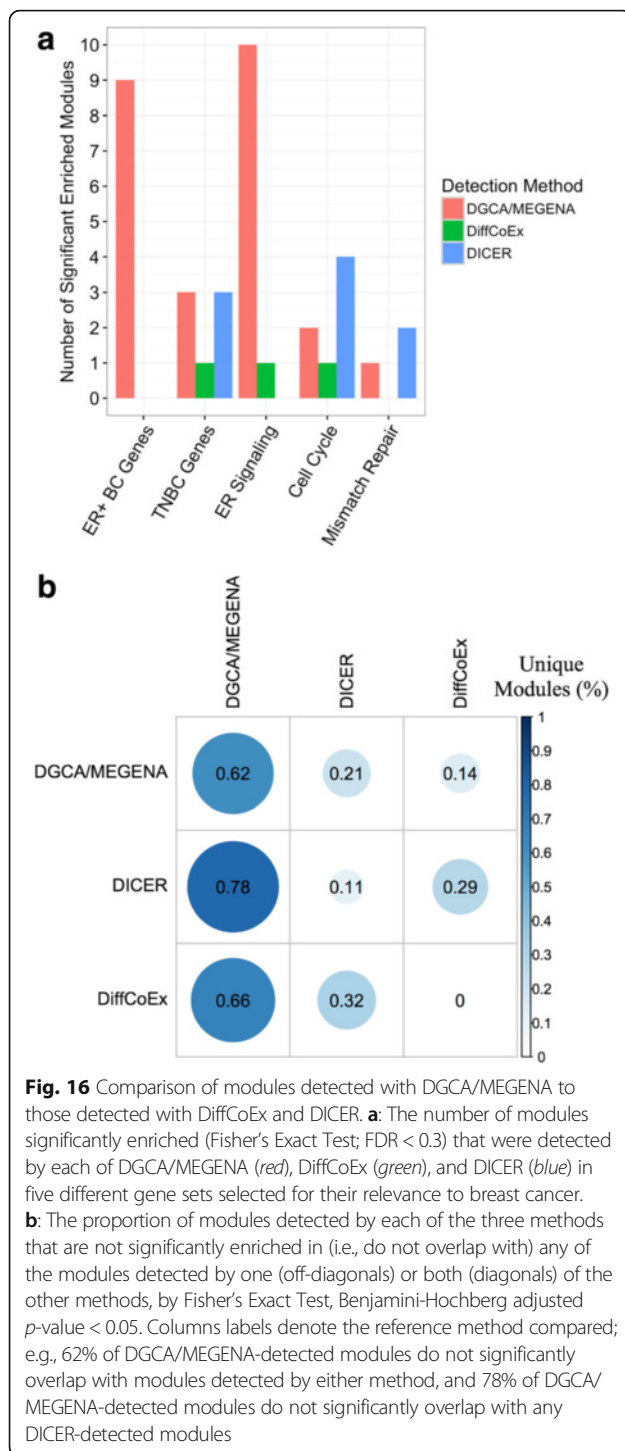 a
10
9
8
7
6
5
4
3
2
1
0
Number of Significant Enriched Modules
ER+ BC Genes
TNBC Genes
ER Signaling
Cell Cycle
Mismatch Repair
Detection Method
DGCA/MEGENA
DiffCoEx
DICER
b
DGCA/MEGENA
DICER
DiffCoEx
Unique
Modules (%)
DGCA/MEGENA
0.62
0.21
0.14
DICER
0.78
0.11
0.29
DiffCoEx
0.66
0.32
0
1
0.9
0.8
0.7
0.6
0.5
0.4
0.3
0.2
0.1
0
Fig. 16 Comparison of modules detected with DGCA/MEGENA to
those detected with DiffCoEx and DICER. a: The number of modules
significantly enriched (Fisher's Exact Test; FDR < 0.3) that were detected
by each of DGCA/MEGENA (red), DiffCoEx (green), and DICER (blue) in
five different gene sets selected for their relevance to breast cancer.
b: The proportion of modules detected by each of the three methods
that are not significantly enriched in (i.e., do not overlap with) any of
the modules detected by one (off-diagonals) or both (diagonals) of the
other methods, by Fisher's Exact Test, Benjamini-Hochberg adjusted
p-value < 0.05. Columns labels denote the reference method compared;
e.g., 62% of DGCA/MEGENA-detected modules do not significantly
overlap with modules detected by either method, and 78% of DGCA/
MEGENA-detected modules do not significantly overlap with any
DICER-detected modules